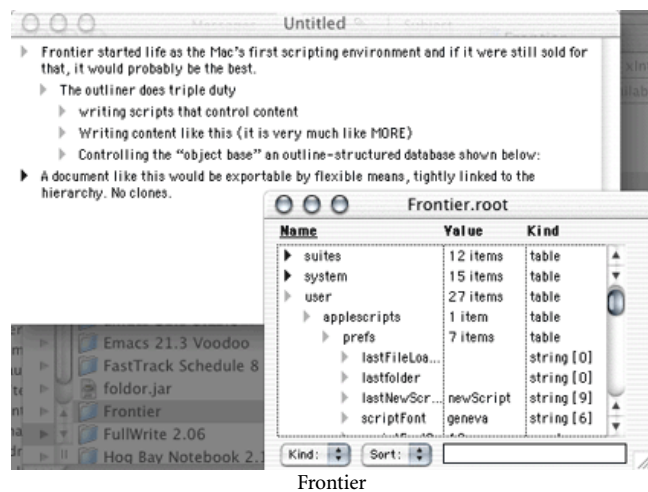 Untitled
Frontier started life as the Mac's first scripting environment and if it were still sold for
that, it would probably be the best.
The outliner does triple duty
writing scripts that control content
Writing content like this (it is very much like MORE)
Controlling the "object base" an outline-structured database shown below:
A document like this would be exportable by flexible means, tightly linked to the
hierarchy. No clones.
Frontier.root
Name Value Kind
suites 12 items table
system 15 items table
user 27 items table
applescripts 1 item table
prefs 7 items table
lastFileLoa... string [0]
lastfolder string [0]
lastNewScr... newScript string [9]
scriptFont geneva string [6]
Kind: Sort:
Emacs 21.3 Voodoo
FastTrack Schedule 8
foldor.jar
Frontier
FullWrite 2.06
Hog Bay Notebook 2.
Frontier